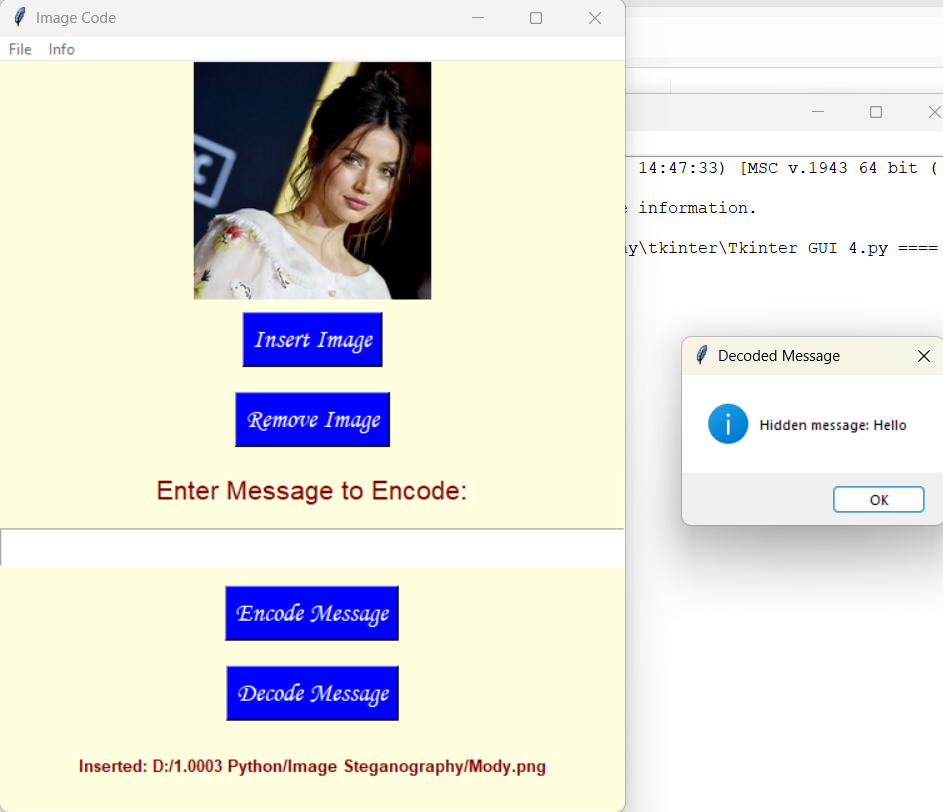 Image Code
File Info
Insert Image
Remove Image
Enter Message to Encode:
Encode Message
Decode Message
Inserted: D:/1.0003 Python/Image Steganography/Mody.png
14:47:33) [MSC v.1943 64 bit (
information.
\tkinter\Tkinter GUI 4.py ====
Decoded Message
Hidden message: Hello
OK